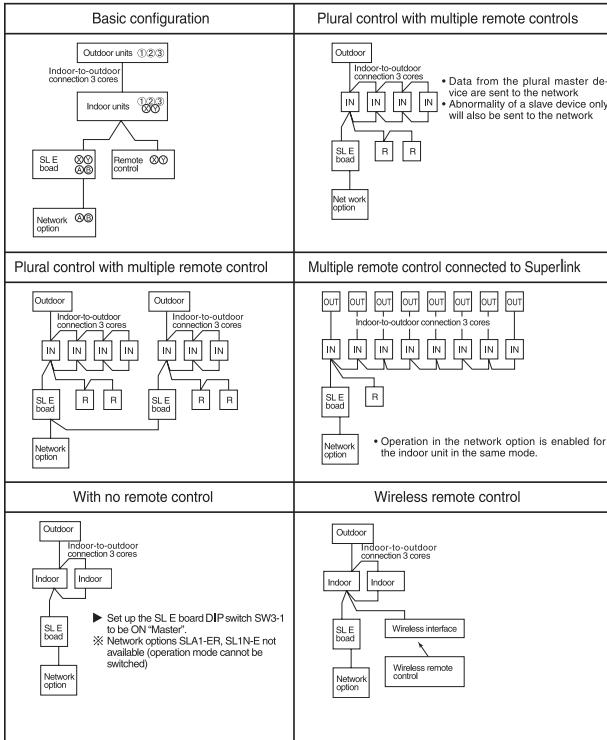 Basic configuration
Outdoor units ①②③
Indoor-to-outdoor
connection 3 cores
Indoor units ①②③
ⓍⓎ
SL E
boad
ⓍⓎ
ⒶⒷ
Remote
control
ⓍⓎ
Network
option
ⒶⒷ
Plural control with multiple remote controls
Outdoor
Indoor-to-outdoor
connection 3 cores
IN IN IN IN
SL E
boad
R R
Net work
option
• Data from the plural master de-
vice are sent to the network
• Abnormality of a slave device only
will also be sent to the network
Plural control with multiple remote control
Outdoor Outdoor
Indoor-to-outdoor
connection 3 cores
Indoor-to-outdoor
connection 3 cores
IN IN IN IN IN IN IN IN
SL E
boad
R R
SL E
boad
R R
Network
option
Multiple remote control connected to Superlink
OUT OUT OUT OUT OUT OUT OUT OUT
Indoor-to-outdoor connection 3 cores
IN IN IN IN IN IN IN IN
SL E
boad
R
Network
option
• Operation in the network option is enabled for
the indoor unit in the same mode.
With no remote control
Outdoor
Indoor-to-outdoor
connection 3 cores
Indoor Indoor
SL E
boad
Network
option
▶ Set up the SL E board DIP switch SW3-1
to be ON "Master".
※ Network options SLA1-ER, SL1N-E not
available (operation mode cannot be
switched)
Wireless remote control
Outdoor
Indoor-to-outdoor
connection 3 cores
Indoor Indoor
SL E
boad
Wireless interface
Network
option
Wireless remote
control